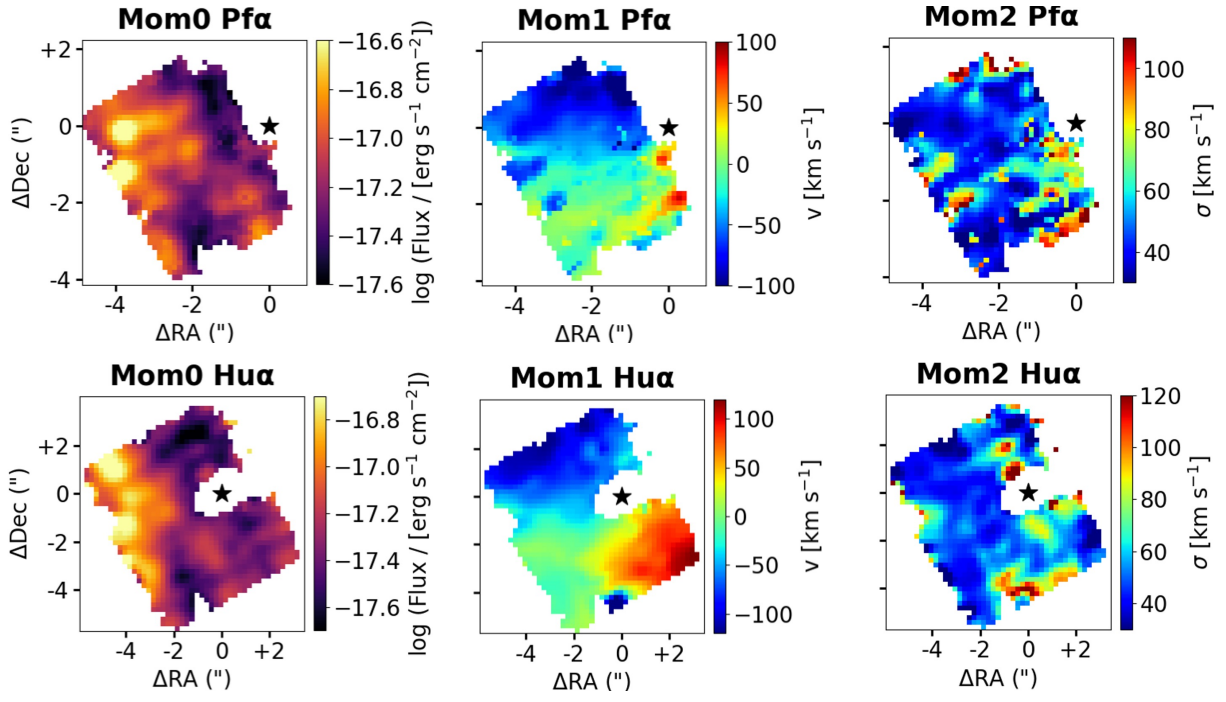 Mom0 Pfα
Mom1 Pfα
Mom2 Pfα
+2
0
-2
-4
ΔDec (")
-4
-2
0
ΔRA (")
−16.6
−16.8
−17.0
−17.2
−17.4
−17.6
log (Flux / [erg s⁻¹ cm⁻²])
-4
-2
0
ΔRA (")
100
50
0
−50
−100
v [km s⁻¹]
-4
-2
0
ΔRA (")
100
80
60
40
σ [km s⁻¹]
Mom0 Huα
Mom1 Huα
Mom2 Huα
+2
0
-2
-4
ΔDec (")
-4
-2
0
+2
ΔRA (")
−16.8
−17.0
−17.2
−17.4
−17.6
log (Flux / [erg s⁻¹ cm⁻²])
-4
-2
0
+2
ΔRA (")
100
50
0
−50
−100
v [km s⁻¹]
-4
-2
0
+2
ΔRA (")
120
100
80
60
40
σ [km s⁻¹]